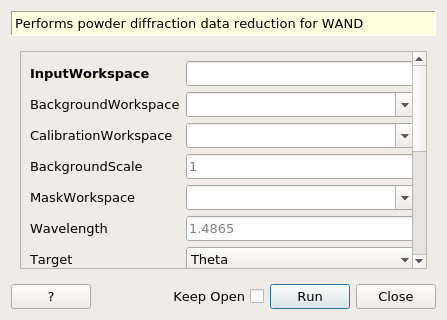 Performs powder diffraction data reduction for WAND
InputWorkspace
BackgroundWorkspace
CalibrationWorkspace
BackgroundScale 1
MaskWorkspace
Wavelength 1.4865
Target Theta
? Keep Open Run Close